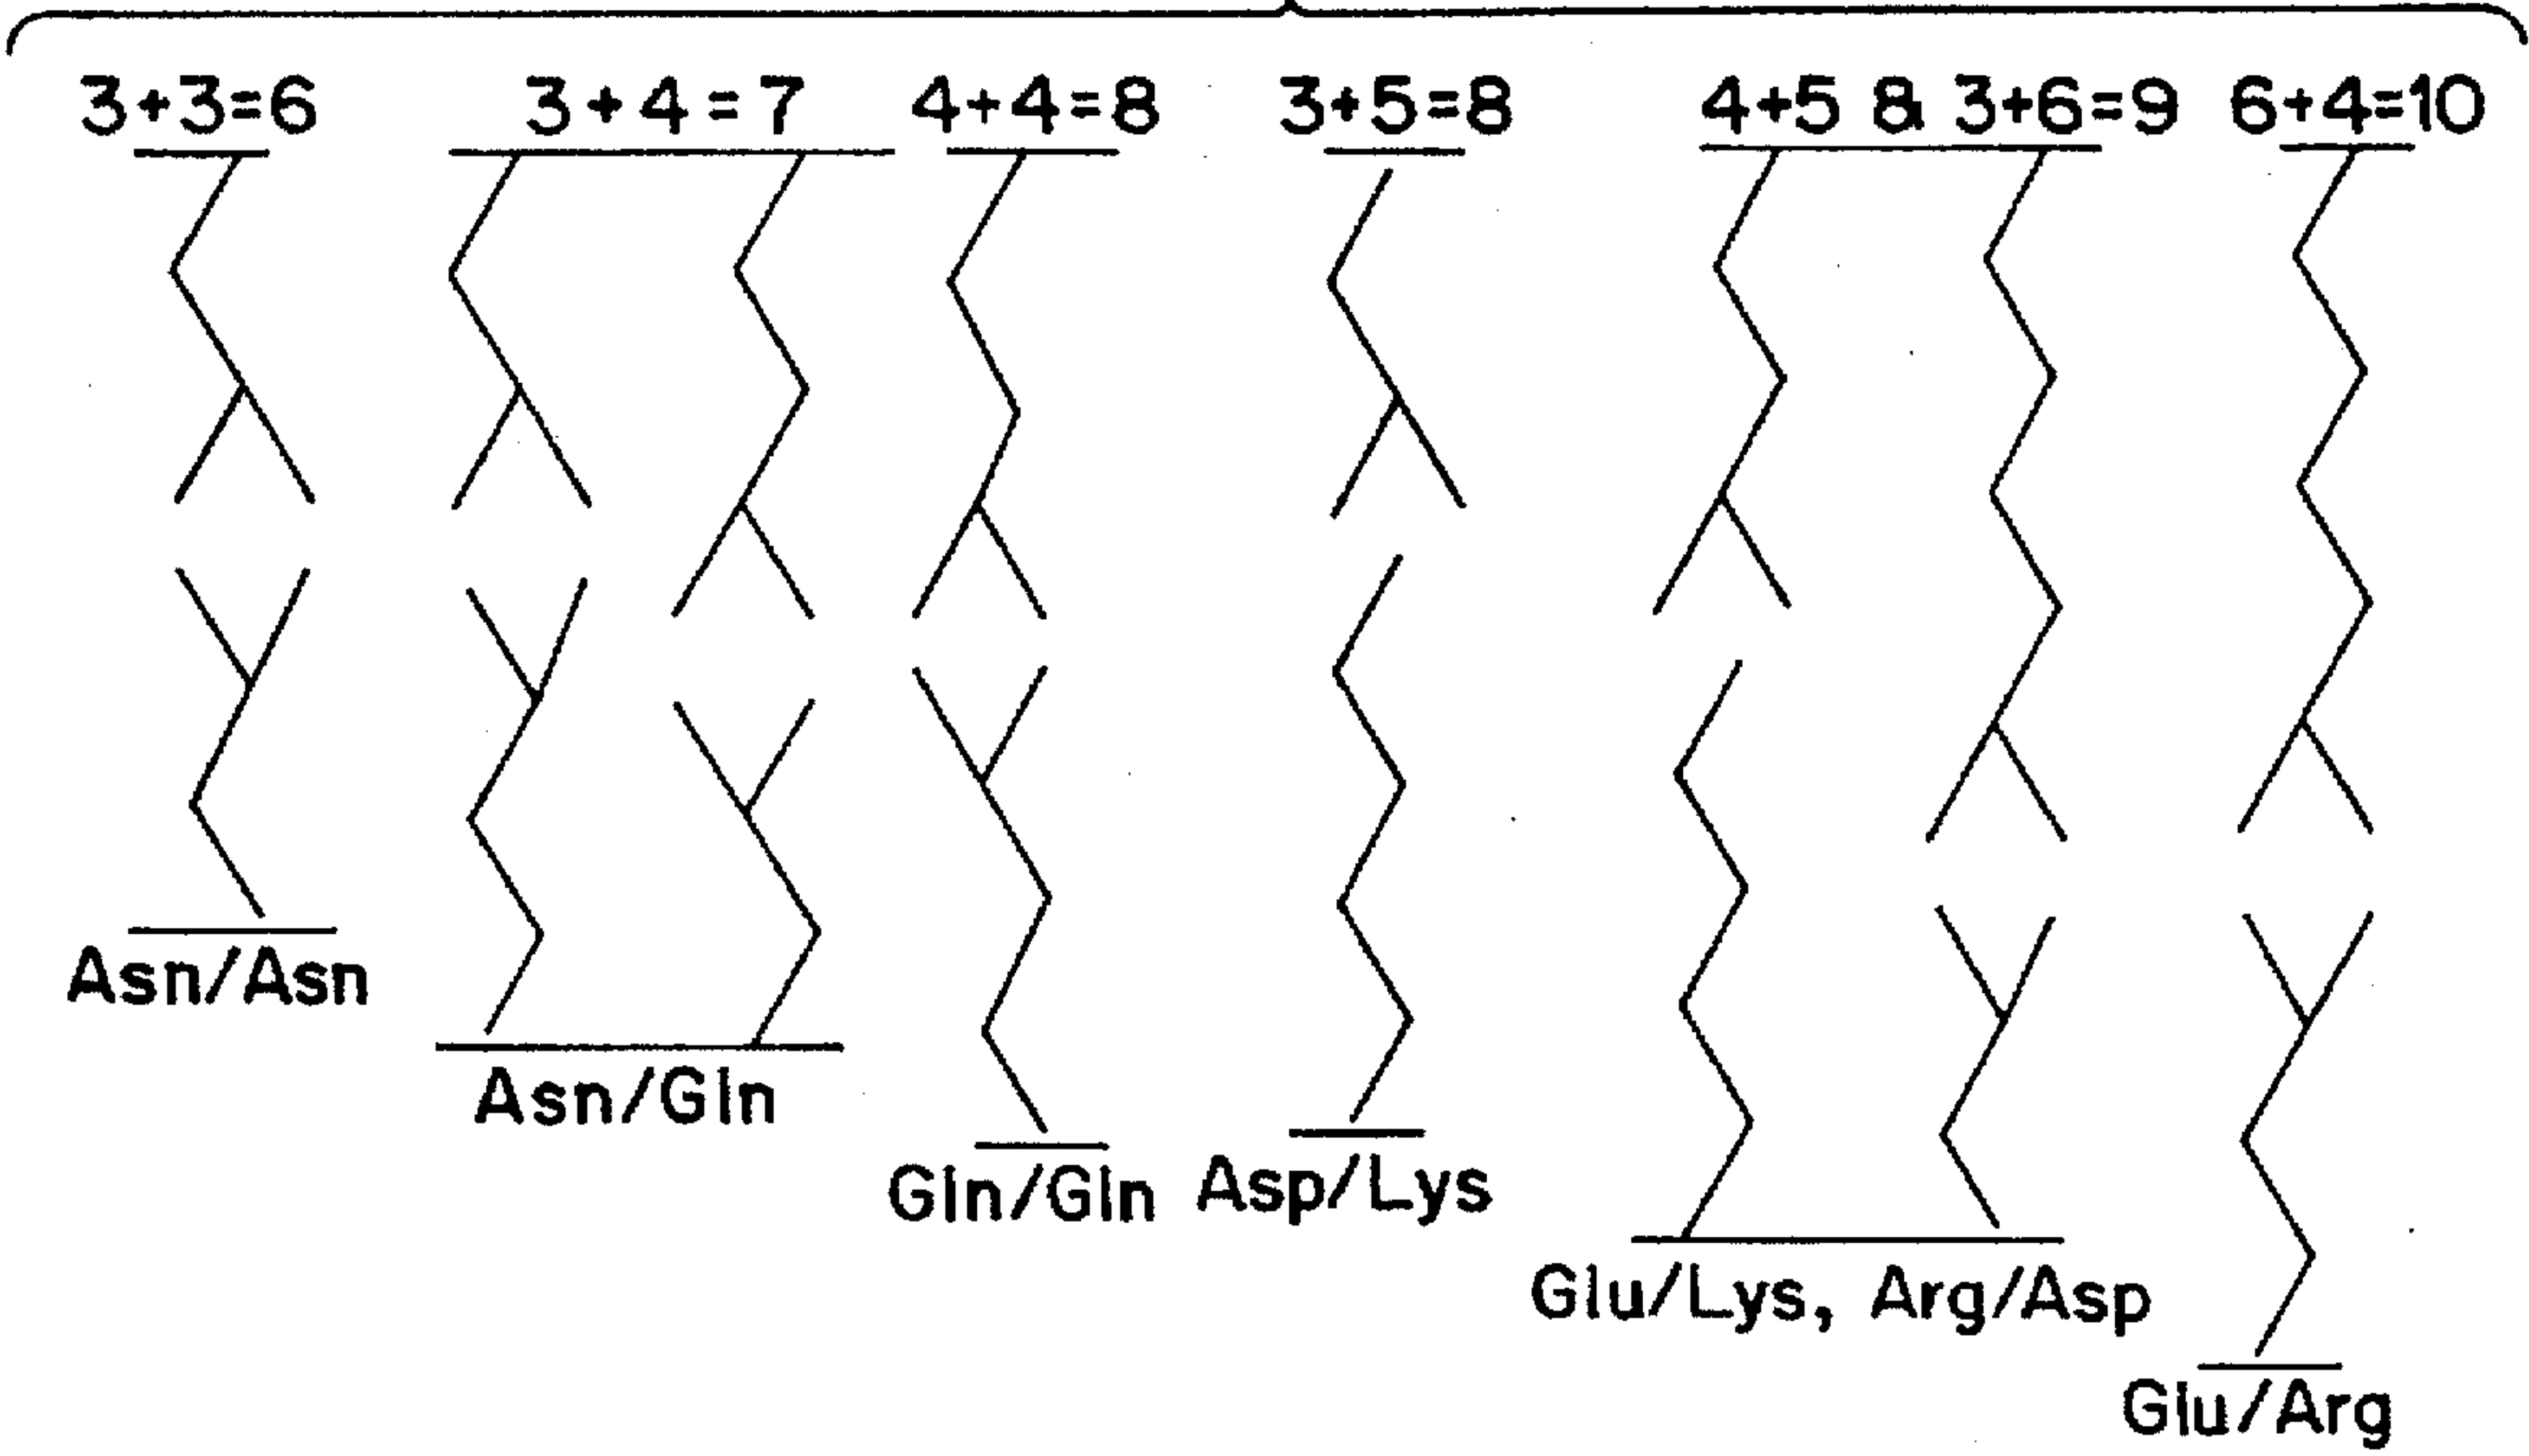 3+3=6 3+4=7 4+4=8 3+5=8 4+5 & 3+6=9 6+4=10
Asn/Asn
Asn/Gln
Gln/Gln Asp/Lys
Glu/Lys, Arg/Asp
Glu/Arg